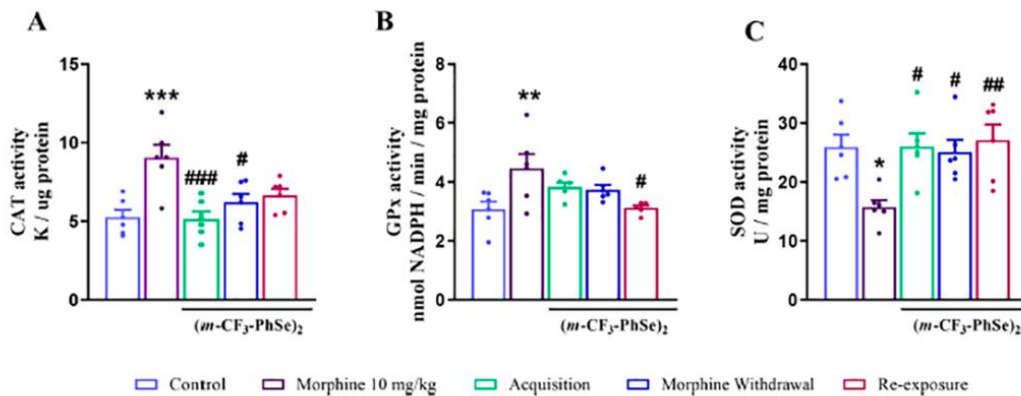 A
CAT activity
K / ug protein
15
10
5
0
***
###
#
(m-CF3-PhSe)2
B
GPx activity
nmol NADPH / min / mg protein
8
6
4
2
0
**
#
(m-CF3-PhSe)2
C
SOD activity
U / mg protein
40
30
20
10
0
*
#
#
##
(m-CF3-PhSe)2
Control
Morphine 10 mg/kg
Acquisition
Morphine Withdrawal
Re-exposure